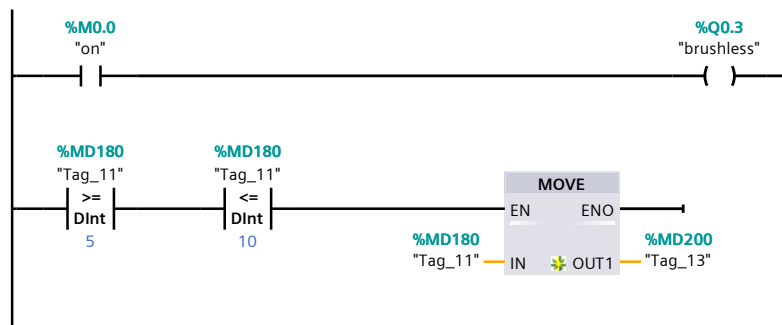 %M0.0
"on"
%Q0.3
"brushless"
%MD180
"Tag_11"
>=
DInt
5
%MD180
"Tag_11"
<=
DInt
10
MOVE
EN
ENO
%MD180
"Tag_11"
IN
OUT1
%MD200
"Tag_13"